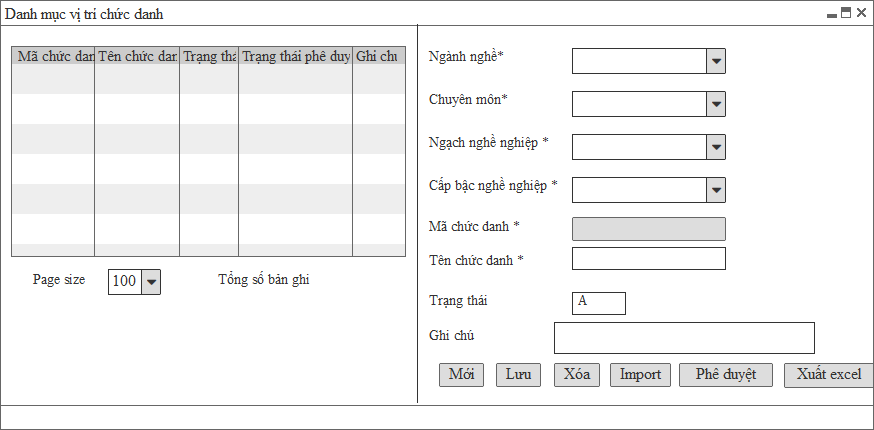 Danh mục vị trí chức danh
Mã chức dan Tên chức dan Trạng thá Trạng thái phê duy Ghi chu
Page size 100 Tổng số bản ghi
Ngành nghề*
Chuyên môn*
Ngạch nghề nghiệp *
Cấp bậc nghề nghiệp *
Mã chức danh *
Tên chức danh *
Trạng thái A
Ghi chú
Mới Lưu Xóa Import Phê duyệt Xuất excel